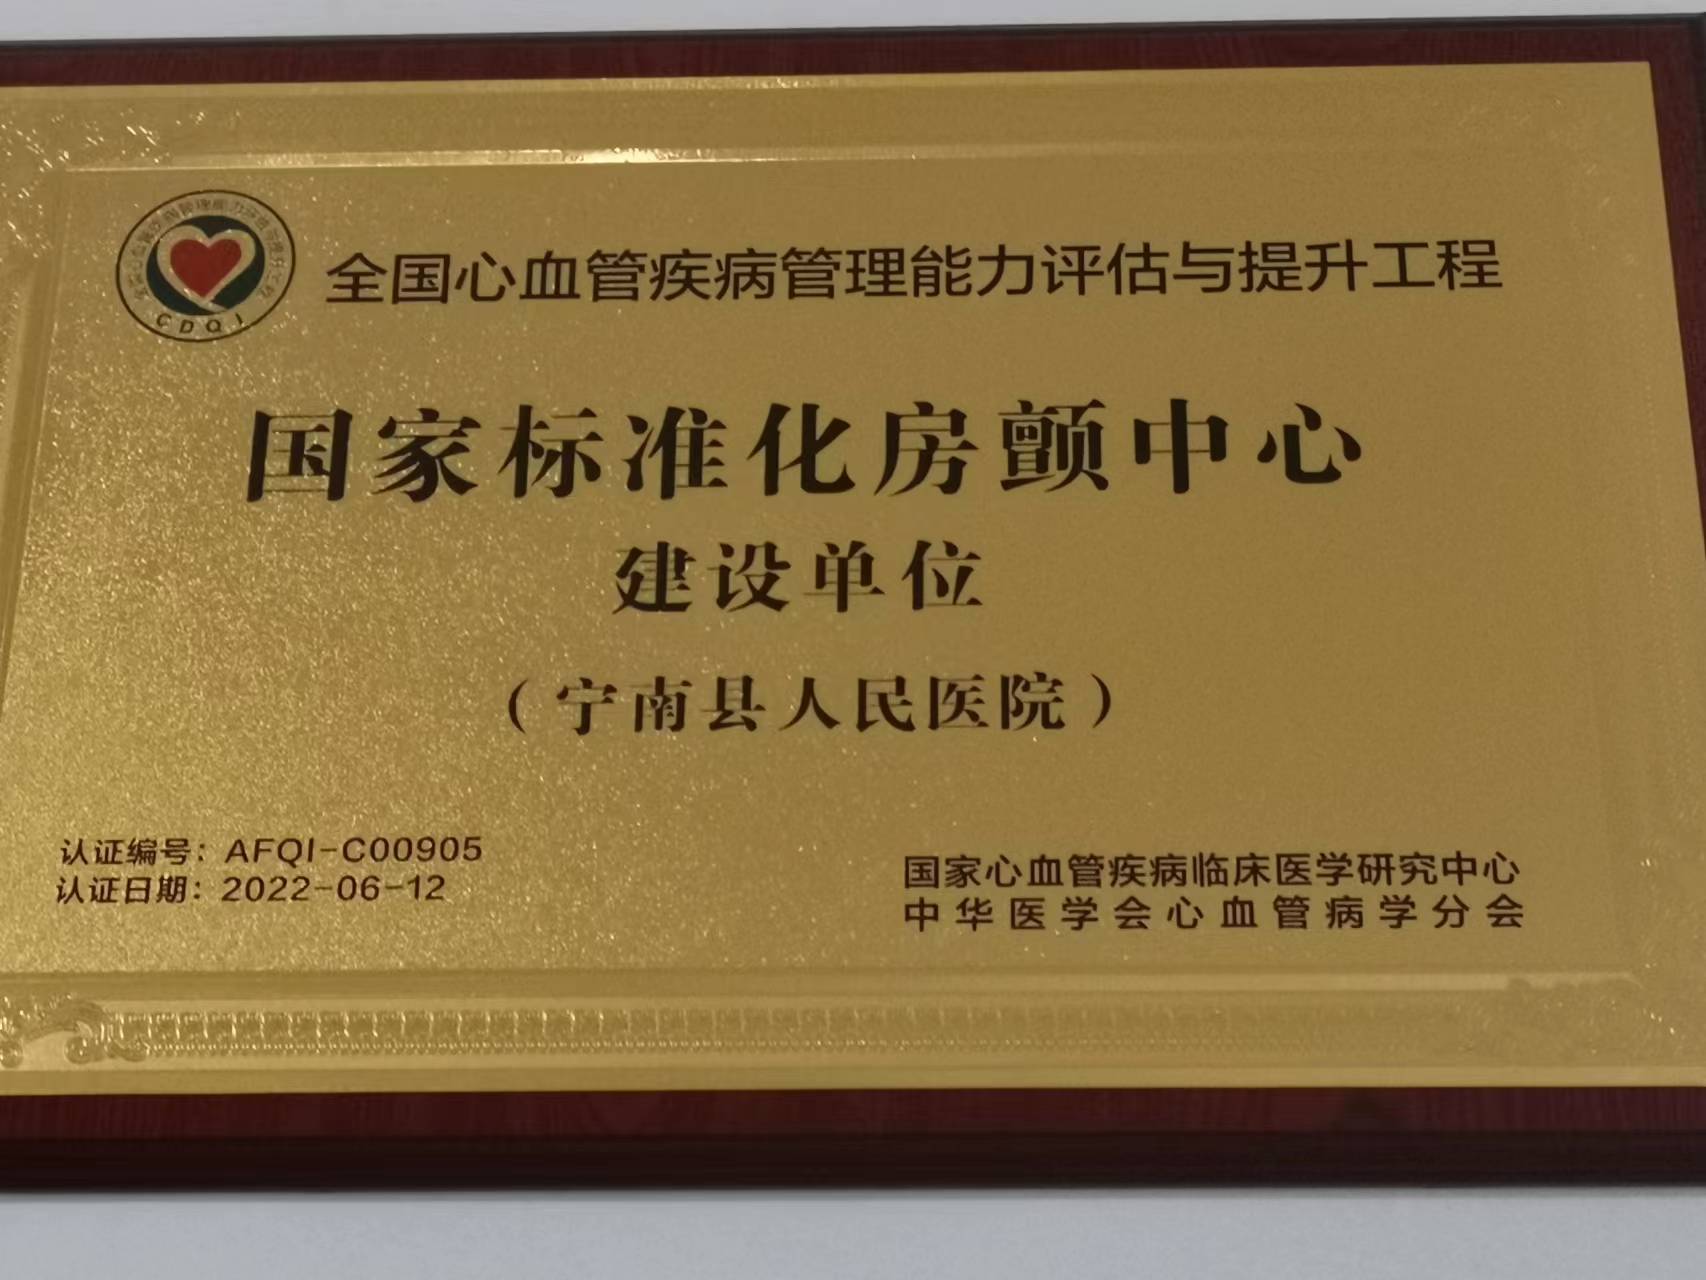 全国心血管疾病管理能力评估与提升工程
CDQI
国家标准化房颤中心
建设单位
（宁南县人民医院）
认证编号：AFQI-C00905
认证日期：2022-06-12
国家心血管疾病临床医学研究中心
中华医学会心血管病学分会